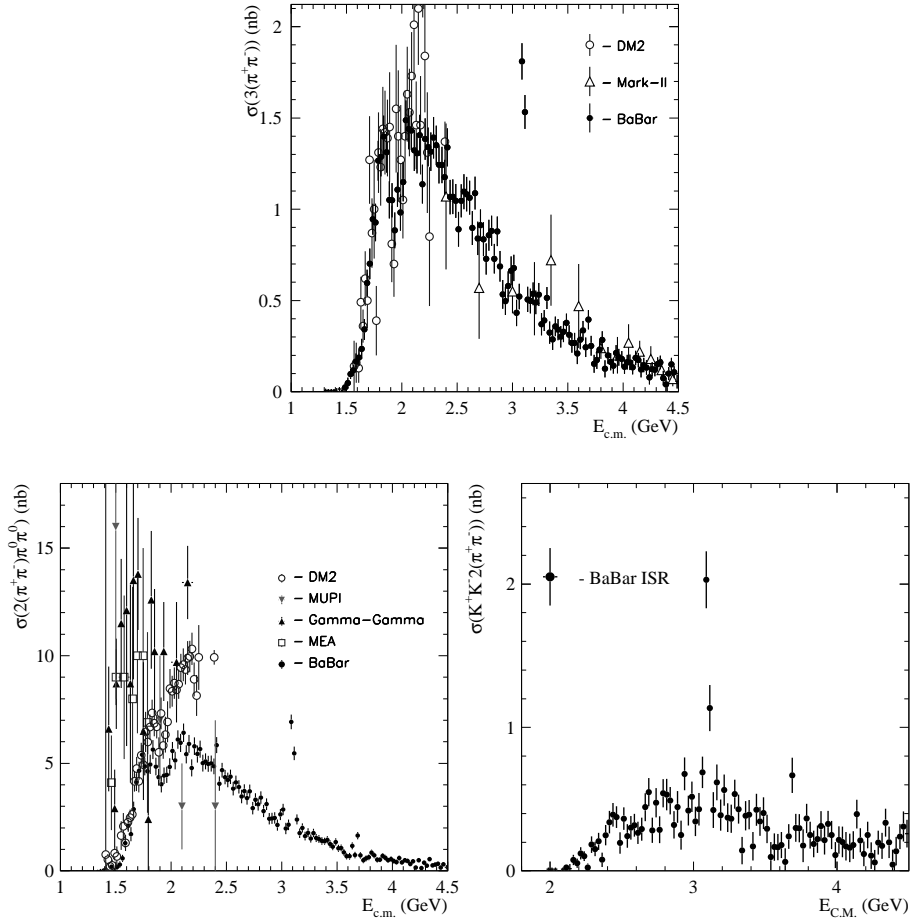 σ(3(π⁺π⁻)) (nb)
2
1.5
1
0.5
0
– DM2
– Mark–II
– BaBar
1 1.5 2 2.5 3 3.5 4 4.5
E_c.m. (GeV)
σ(2(π⁺π⁻)π⁰π⁰) (nb)
15
10
5
0
– DM2
– MUPI
– Gamma–Gamma
– MEA
– BaBar
1 1.5 2 2.5 3 3.5 4 4.5
E_c.m. (GeV)
σ(K⁺K⁻2(π⁺π⁻)) (nb)
2
1
0
- BaBar ISR
2 3 4
E_C.M. (GeV)